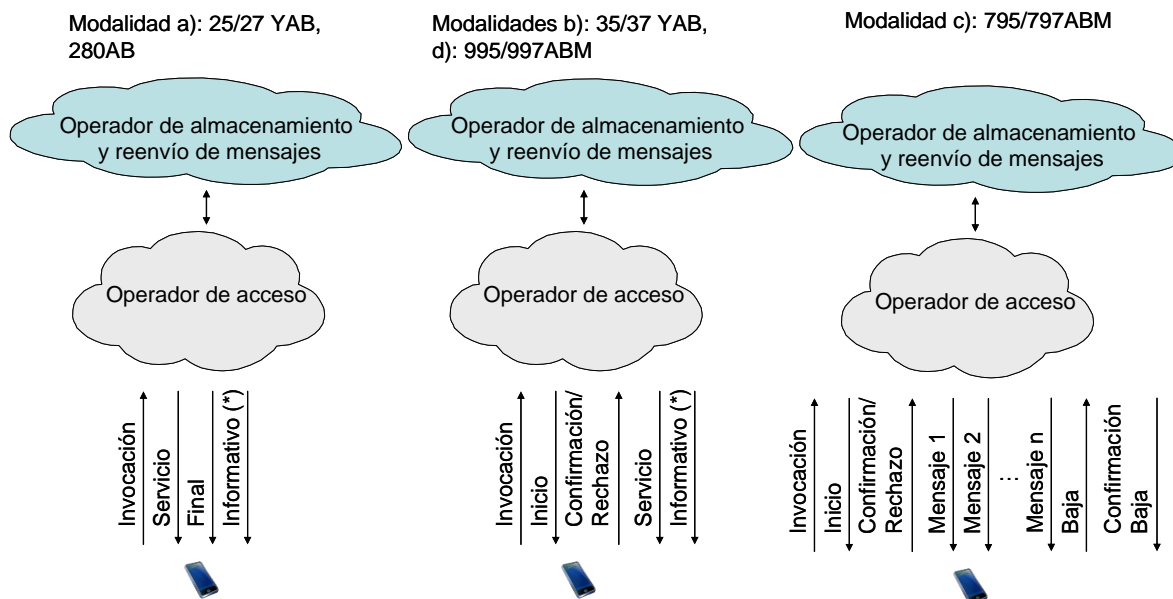 Modalidad a): 25/27 YAB,
280AB
Operador de almacenamiento
y reenvío de mensajes
Operador de acceso
Invocación
Servicio
Final
Informativo (*)
Modalidades b): 35/37 YAB,
d): 995/997ABM
Operador de almacenamiento
y reenvío de mensajes
Operador de acceso
Invocación
Inicio
Confirmación/
Rechazo
Servicio
Informativo (*)
Modalidad c): 795/797ABM
Operador de almacenamiento
y reenvío de mensajes
Operador de acceso
Invocación
Inicio
Confirmación/
Rechazo
Mensaje 1
Mensaje 2
...
Mensaje n
Baja
Confirmación
Baja